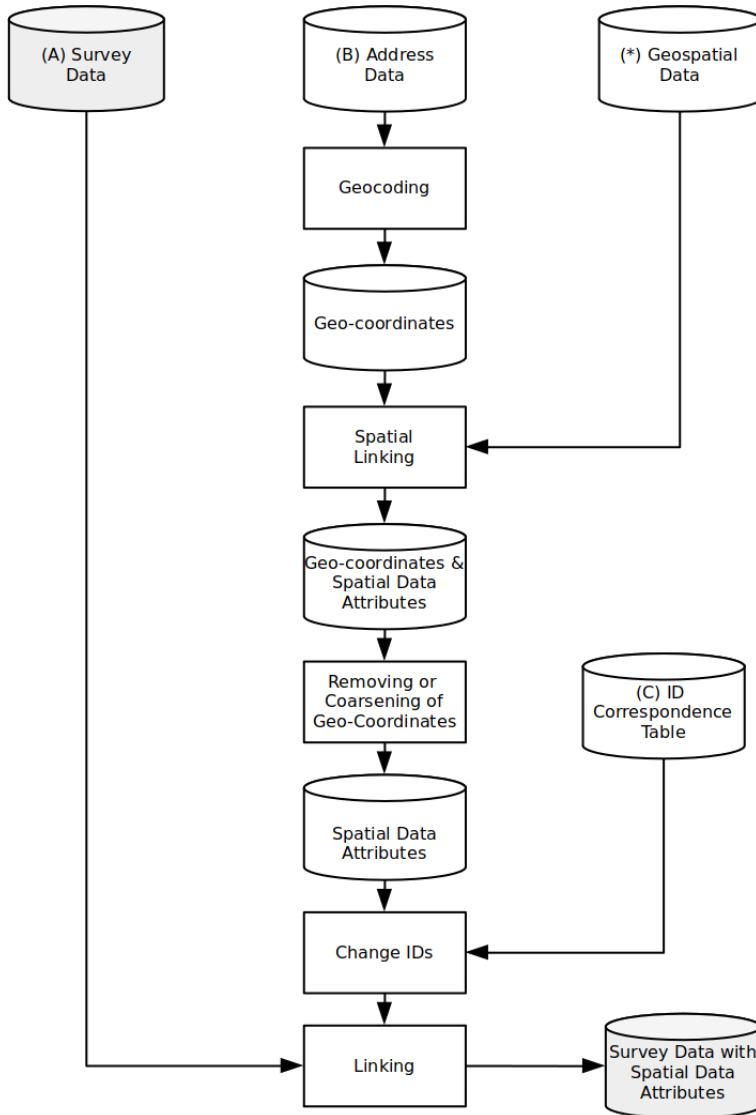 (A) Survey
Data
(B) Address
Data
(*) Geospatial
Data
Geocoding
Geo-coordinates
Spatial
Linking
Geo-coordinates &
Spatial Data
Attributes
Removing or
Coarsening of
Geo-Coordinates
(C) ID
Correspondence
Table
Spatial Data
Attributes
Change IDs
Linking
Survey Data with
Spatial Data
Attributes